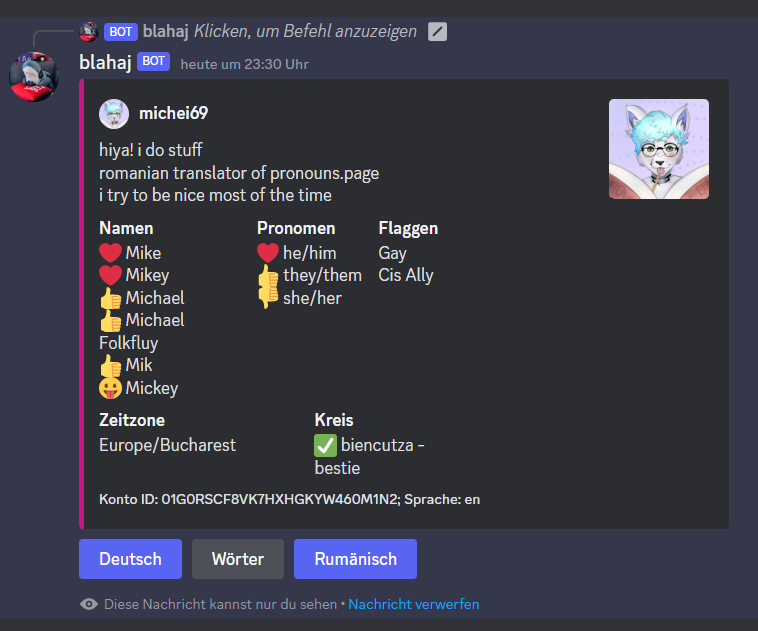 BOT blahaj Klicken, um Befehl anzuzeigen
blahaj BOT heute um 23:30 Uhr
michei69
hiya! i do stuff
romanian translator of pronouns.page
i try to be nice most of the time
Namen
❤️ Mike
❤️ Mikey
👍 Michael
👍 Michael
Folkfluy
👍 Mik
😛 Mickey
Pronomen
❤️ he/him
👍 they/them
👎 she/her
Flaggen
Gay
Cis Ally
Zeitzone
Europe/Bucharest
Kreis
✅ biencutza -
bestie
Konto ID: 01G0RSCF8VK7HXHGKYW460M1N2; Sprache: en
Deutsch
Wörter
Rumänisch
Diese Nachricht kannst nur du sehen • Nachricht verwerfen